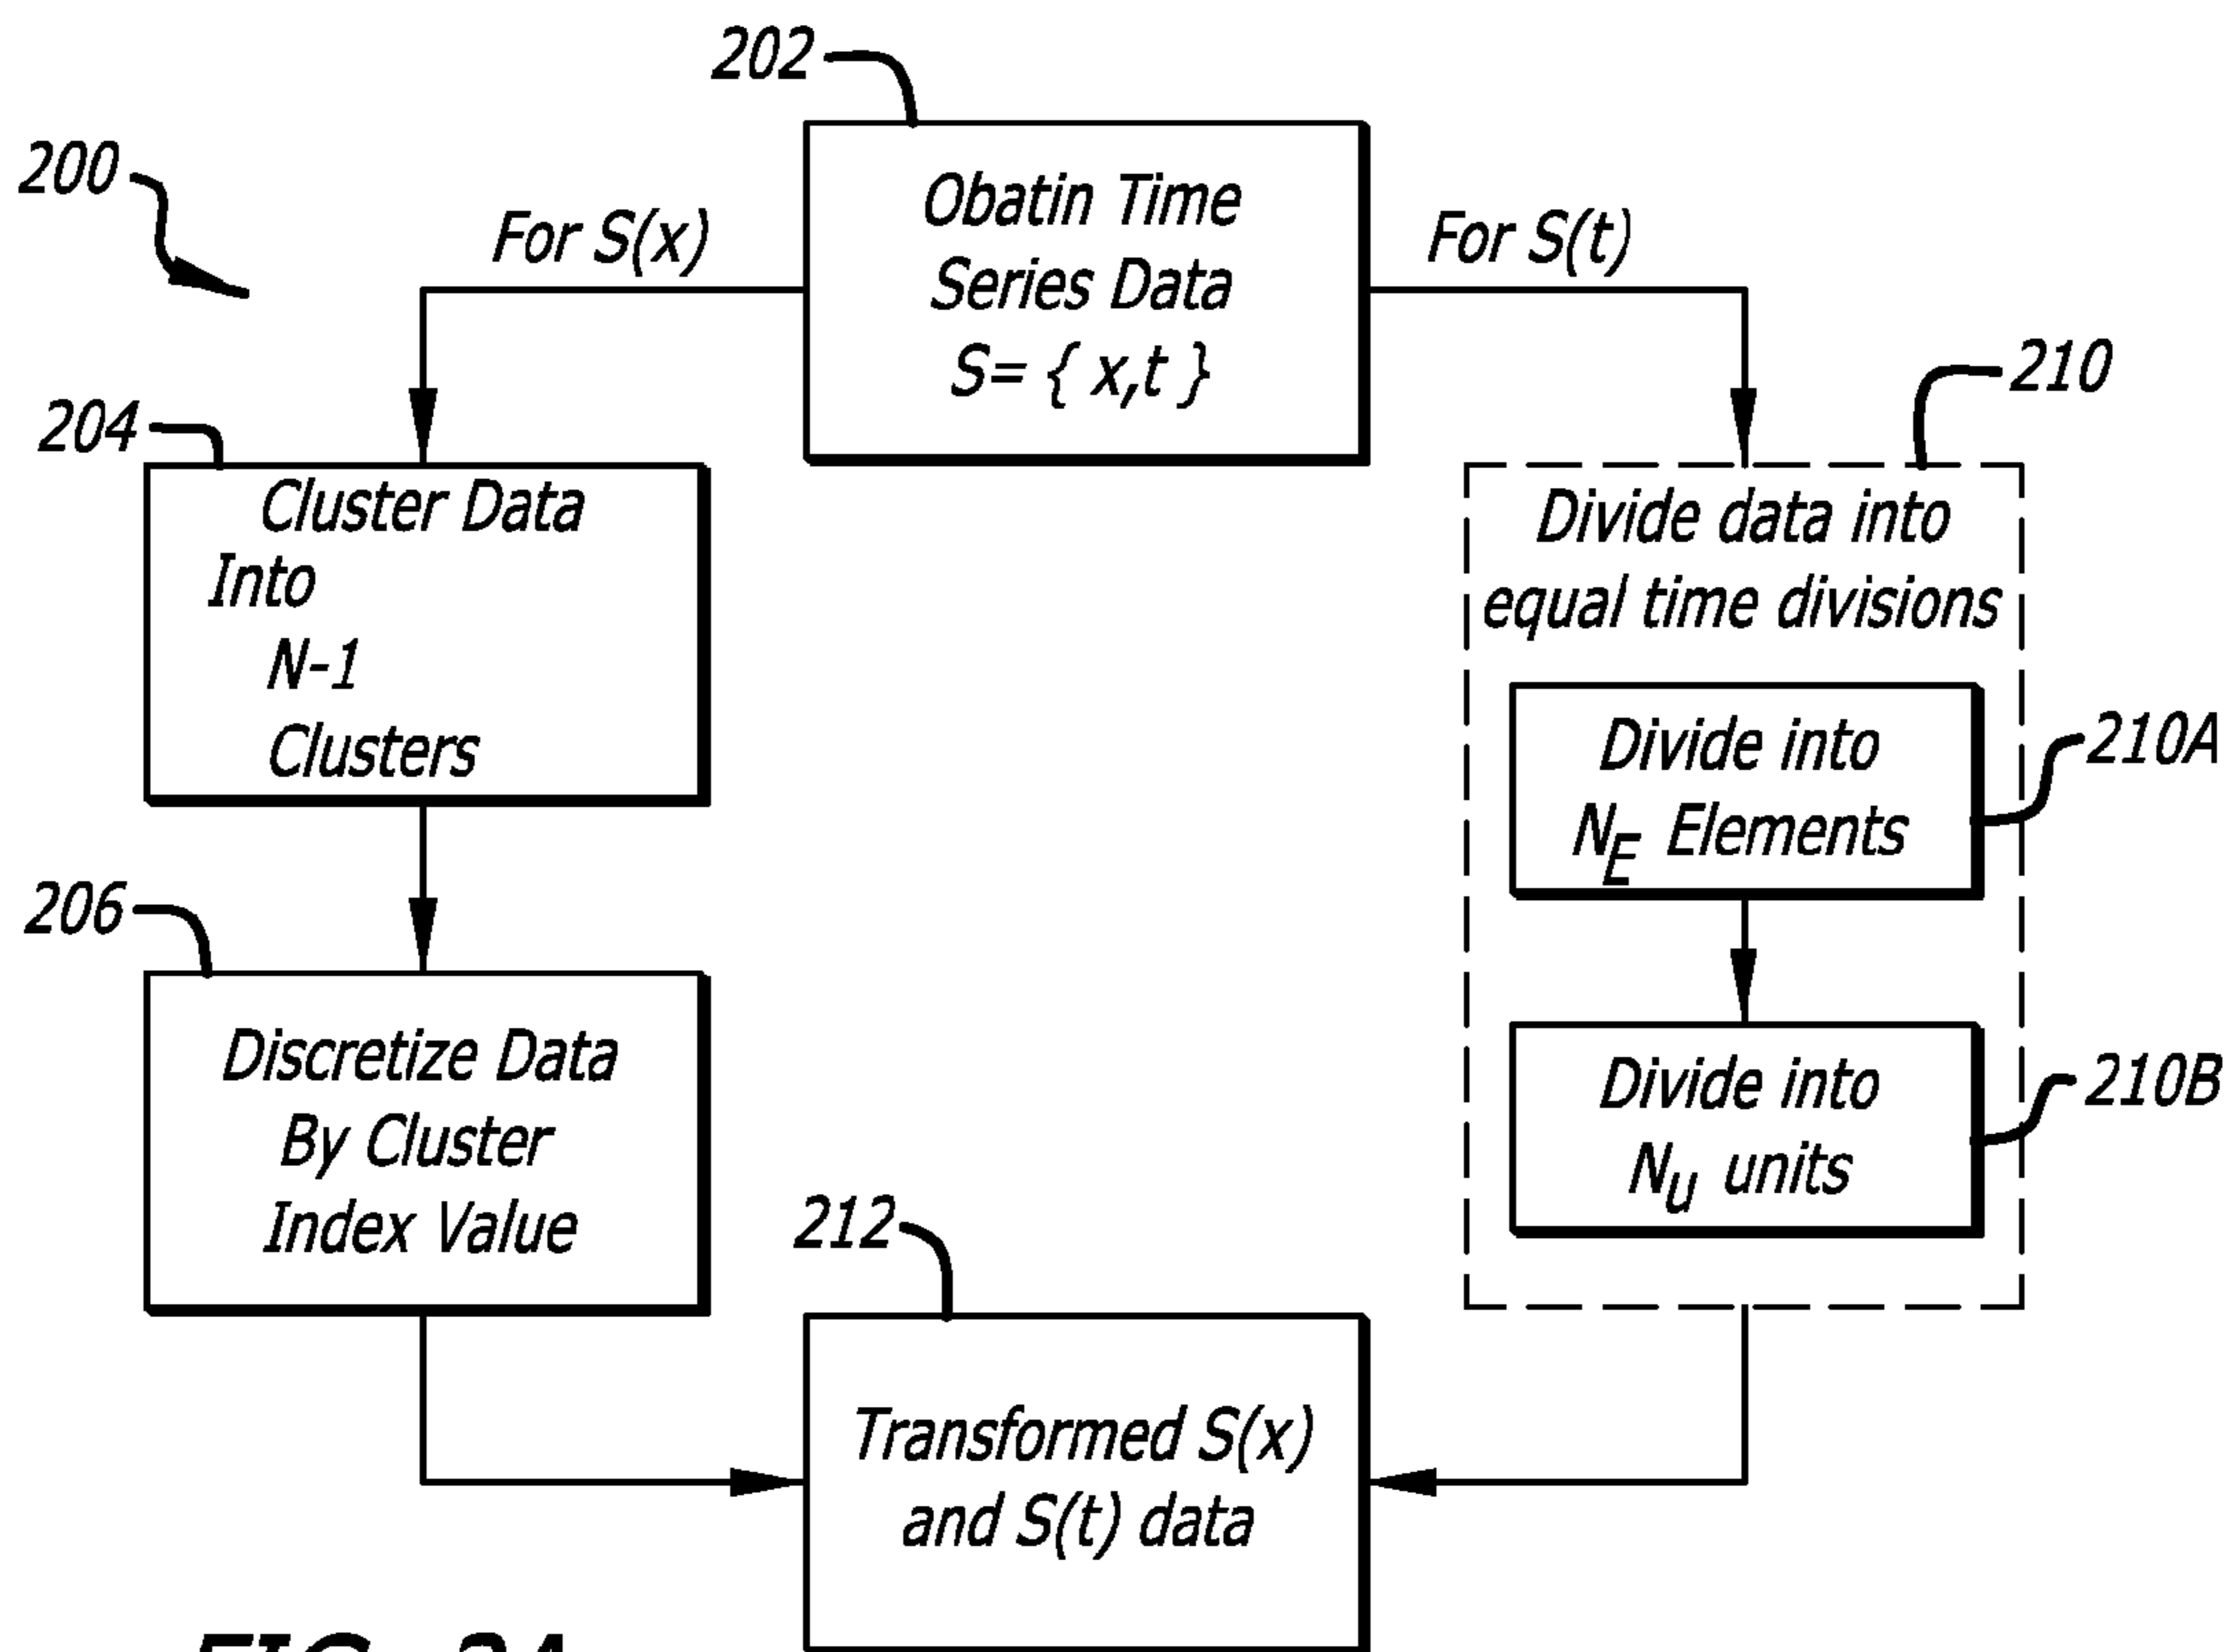 202
200
Obatin Time
Series Data
S= { x,t }
For S(x)
For S(t)
204
Cluster Data
Into
N-1
Clusters
210
Divide data into
equal time divisions
Divide into
N_E Elements
210A
206
Discretize Data
By Cluster
Index Value
Divide into
N_U units
210B
212
Transformed S(x)
and S(t) data